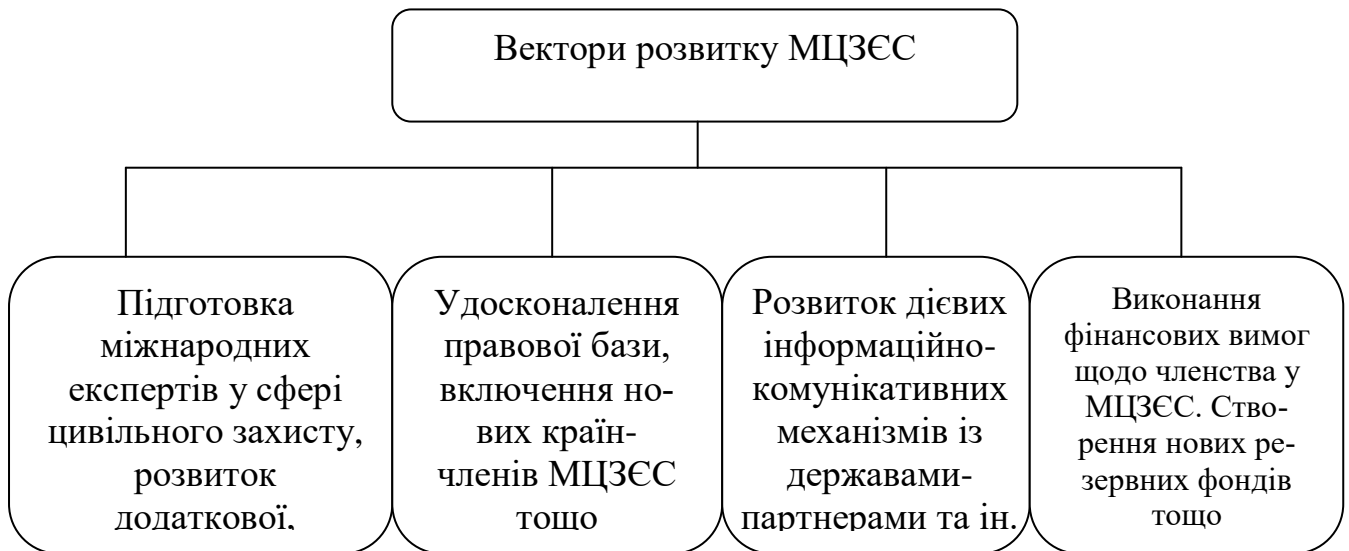 Вектори розвитку МЦЗЄС
Підготовка
міжнародних
експертів у сфері
цивільного захисту,
розвиток
додаткової,
Удосконалення
правової бази,
включення но-
вих країн-
членів МЦЗЄС
тощо
Розвиток дієвих
інформаційно-
комунікативних
механізмів із
державами-
партнерами та ін.
Виконання
фінансових вимог
щодо членства у
МЦЗЄС. Ство-
рення нових ре-
зервних фондів
тощо